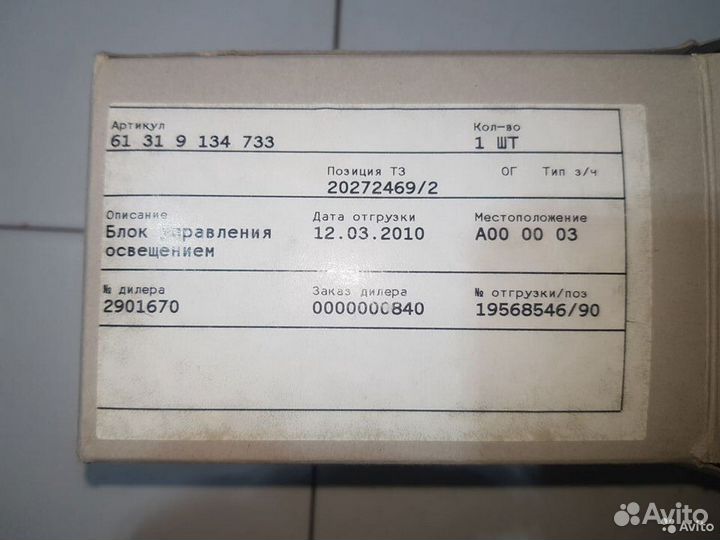 Артикул
Кол-во
61 31 9 134 733
1 ШТ
Позиция ТЗ
ОГ
Тип з/ч
20272469/2
Описание
Дата отгрузки
Местоположение
Блок управления
освещением
12.03.2010
A00 00 03
№ дилера
Заказ дилера
№ отгрузки/поз
2901670
0000000840
19568546/90
Avito
Avito